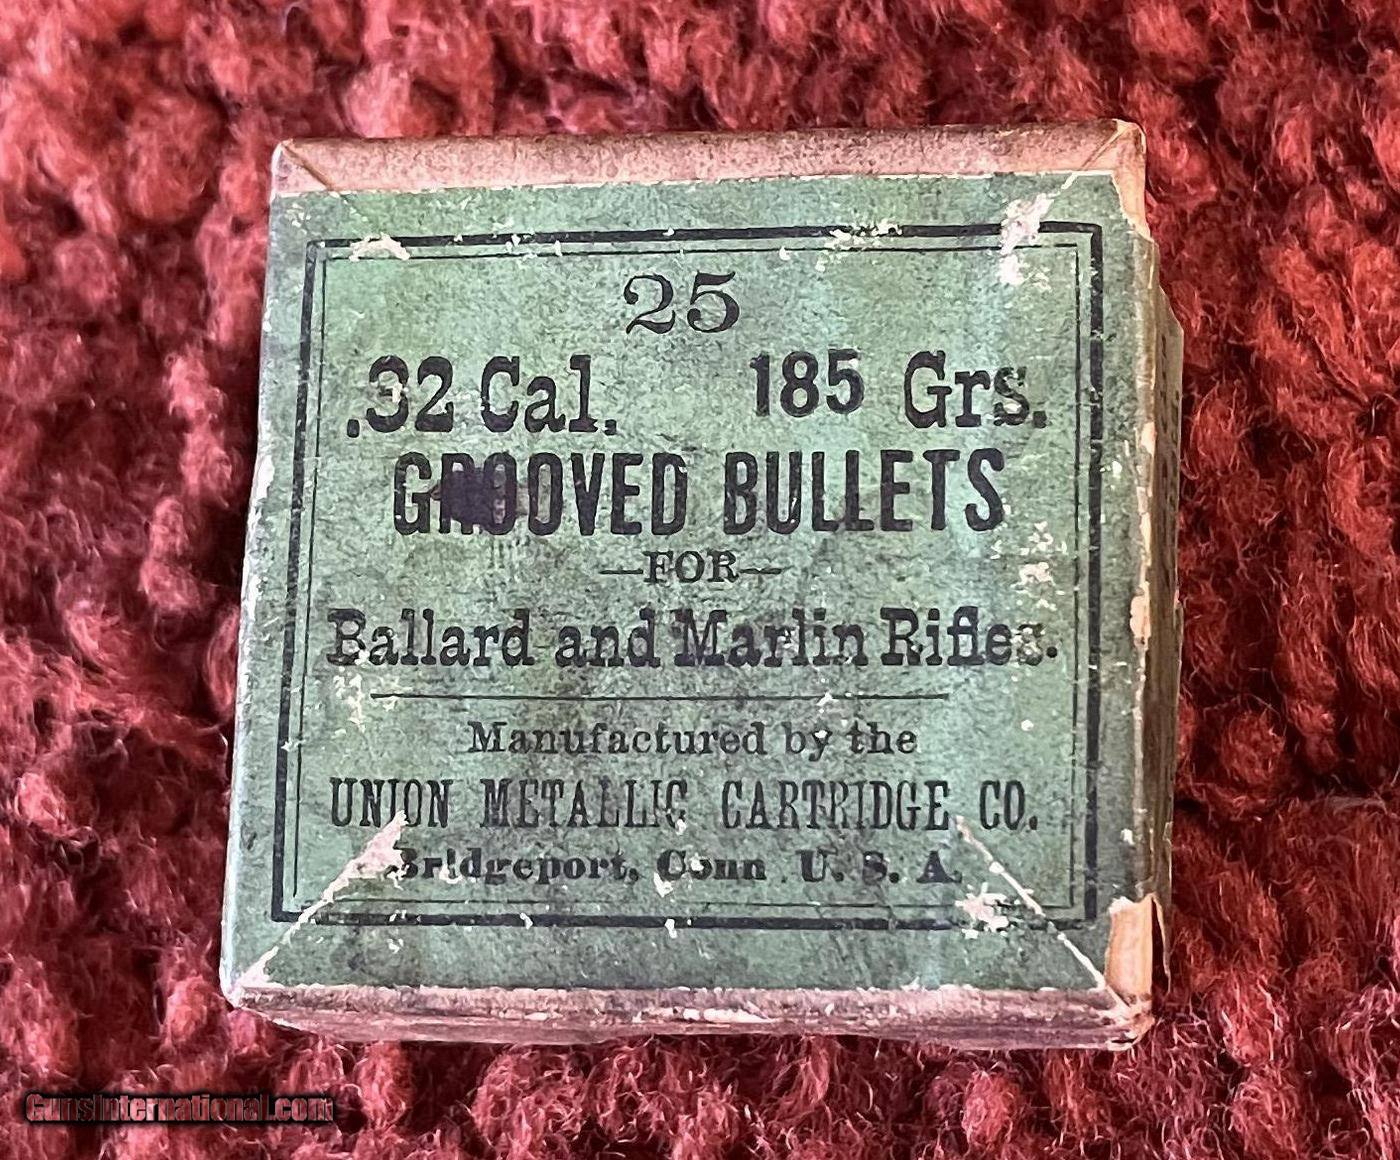 25
.32 Cal. 185 Grs.
GROOVED BULLETS
—FOR—
Ballard and Marlin Rifles.
Manufactured by the
UNION METALLIC CARTRIDGE CO.
Bridgeport, Conn. U. S. A.
GunsInternational.com